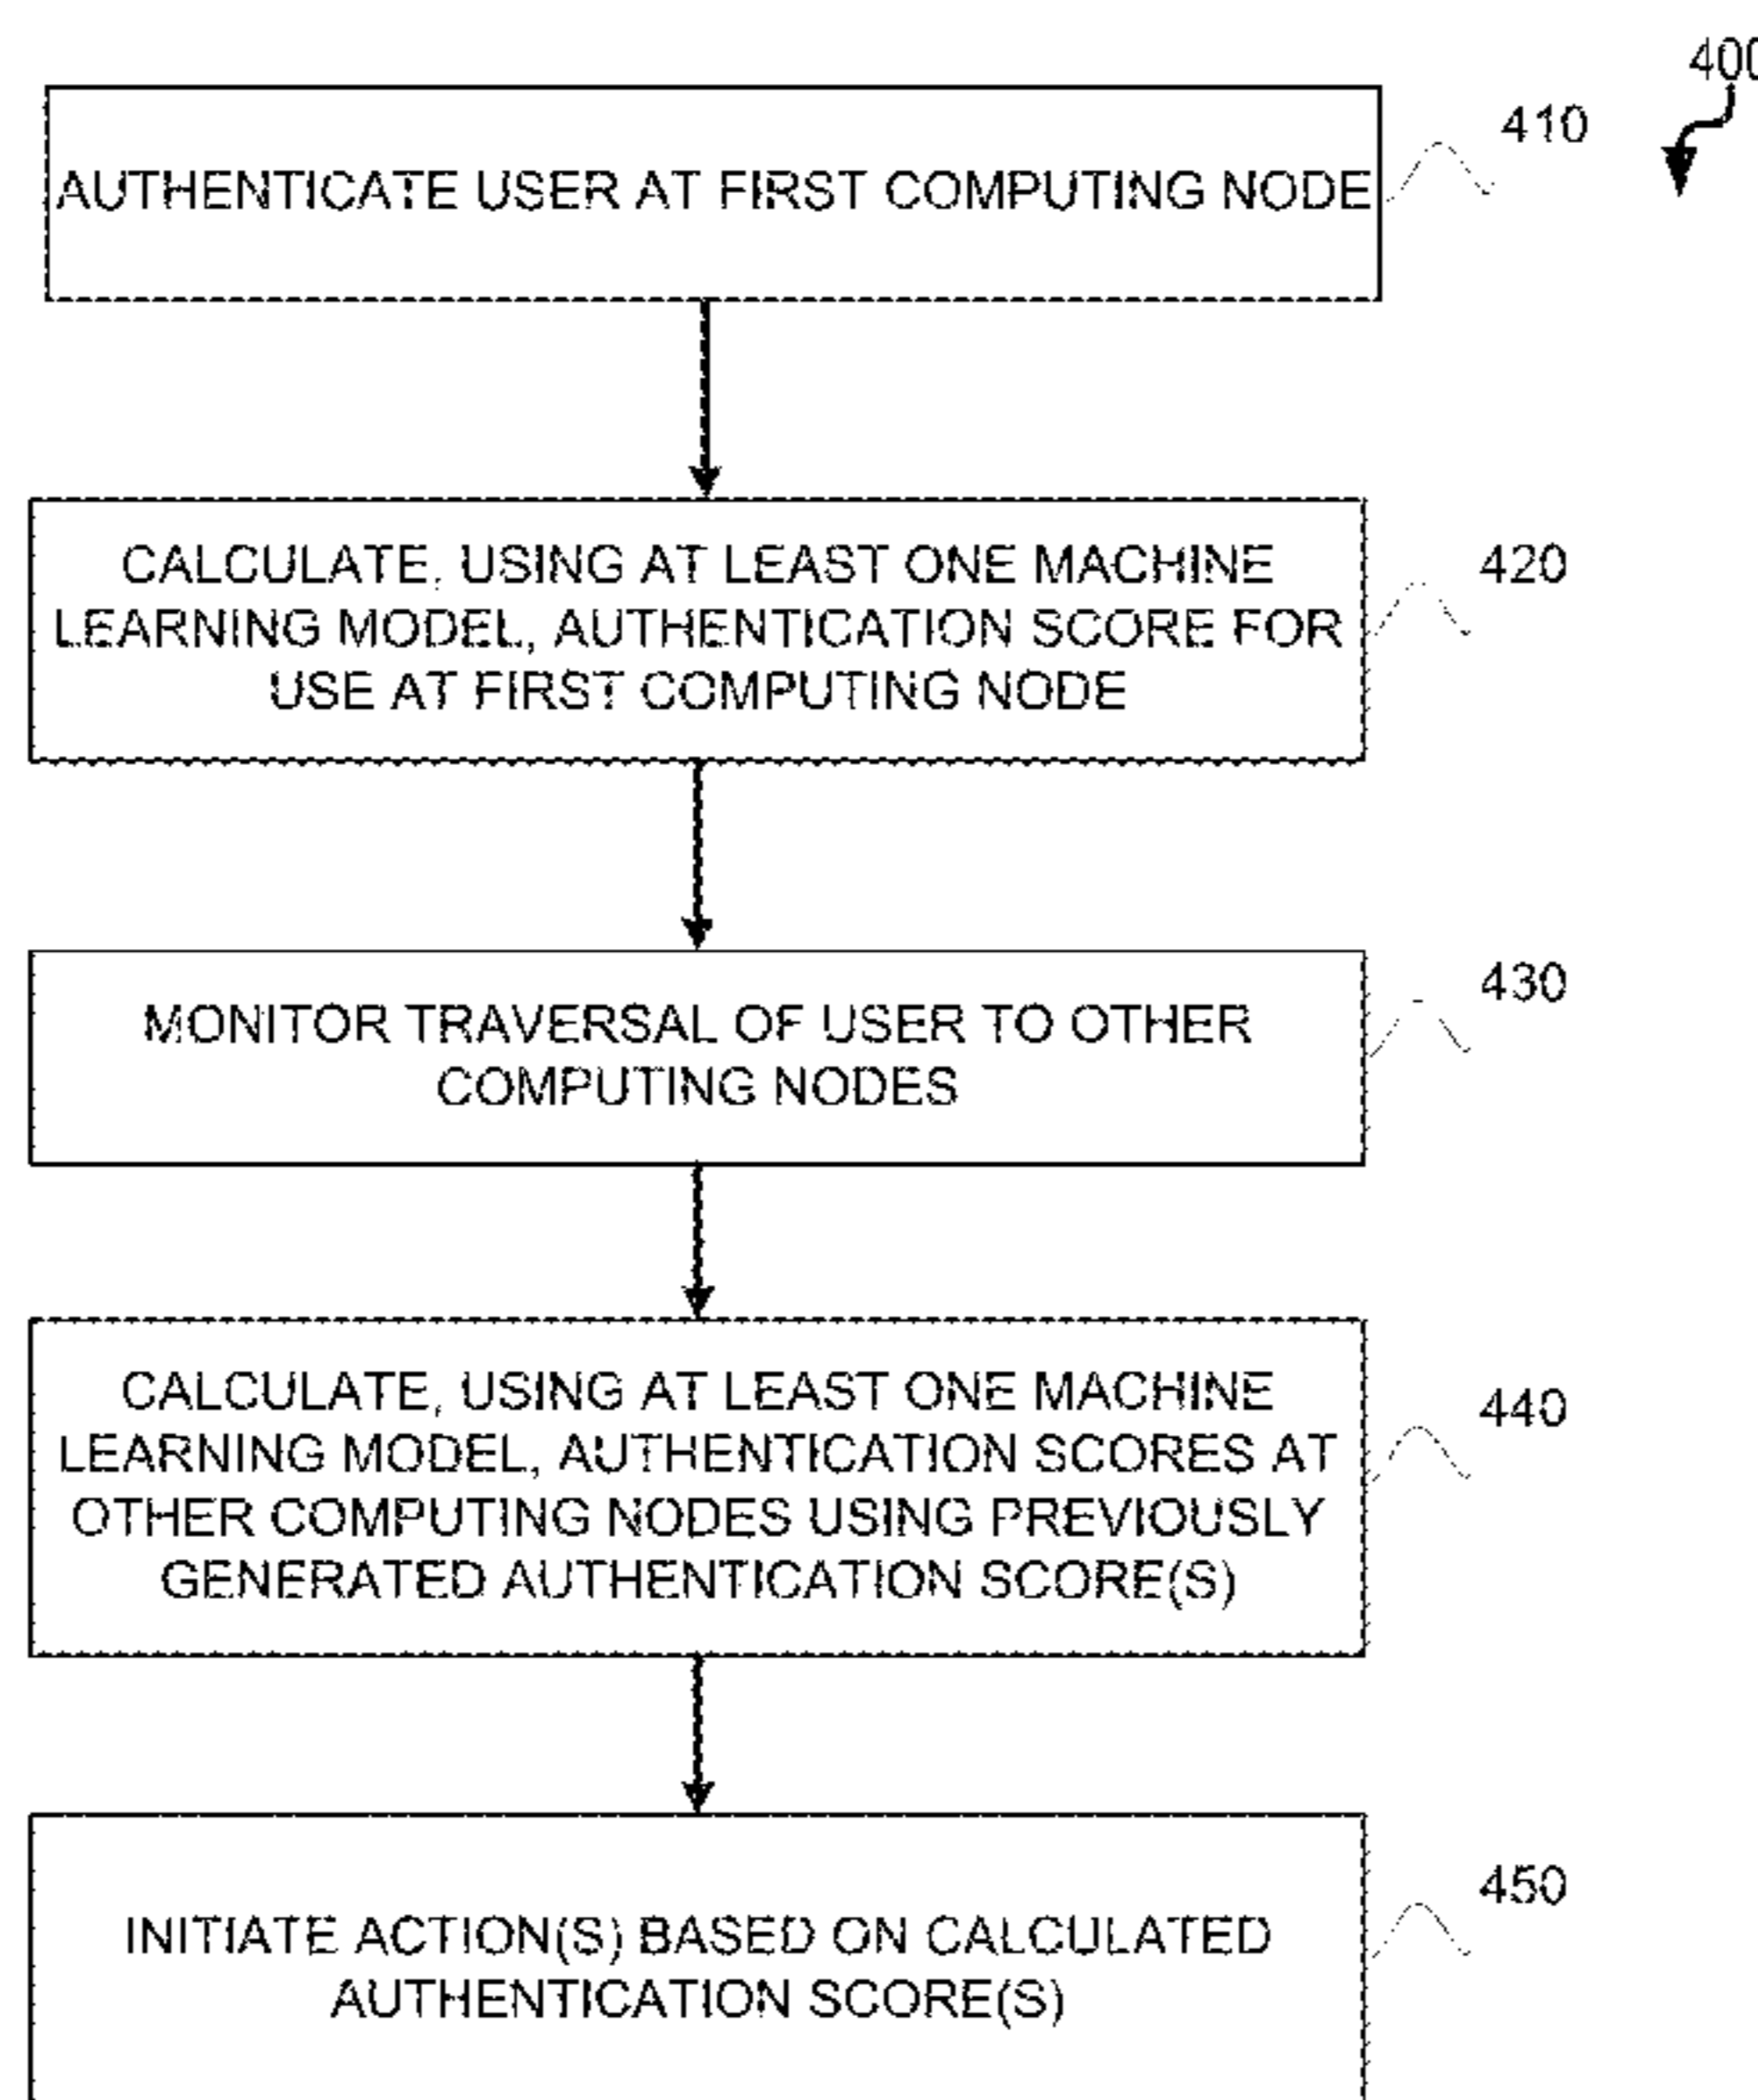 400
410
AUTHENTICATE USER AT FIRST COMPUTING NODE
CALCULATE, USING AT LEAST ONE MACHINE
LEARNING MODEL, AUTHENTICATION SCORE FOR
USE AT FIRST COMPUTING NODE
420
MONITOR TRAVERSAL OF USER TO OTHER
COMPUTING NODES
430
CALCULATE, USING AT LEAST ONE MACHINE
LEARNING MODEL, AUTHENTICATION SCORES AT
OTHER COMPUTING NODES USING PREVIOUSLY
GENERATED AUTHENTICATION SCORE(S)
440
INITIATE ACTION(S) BASED ON CALCULATED
AUTHENTICATION SCORE(S)
450